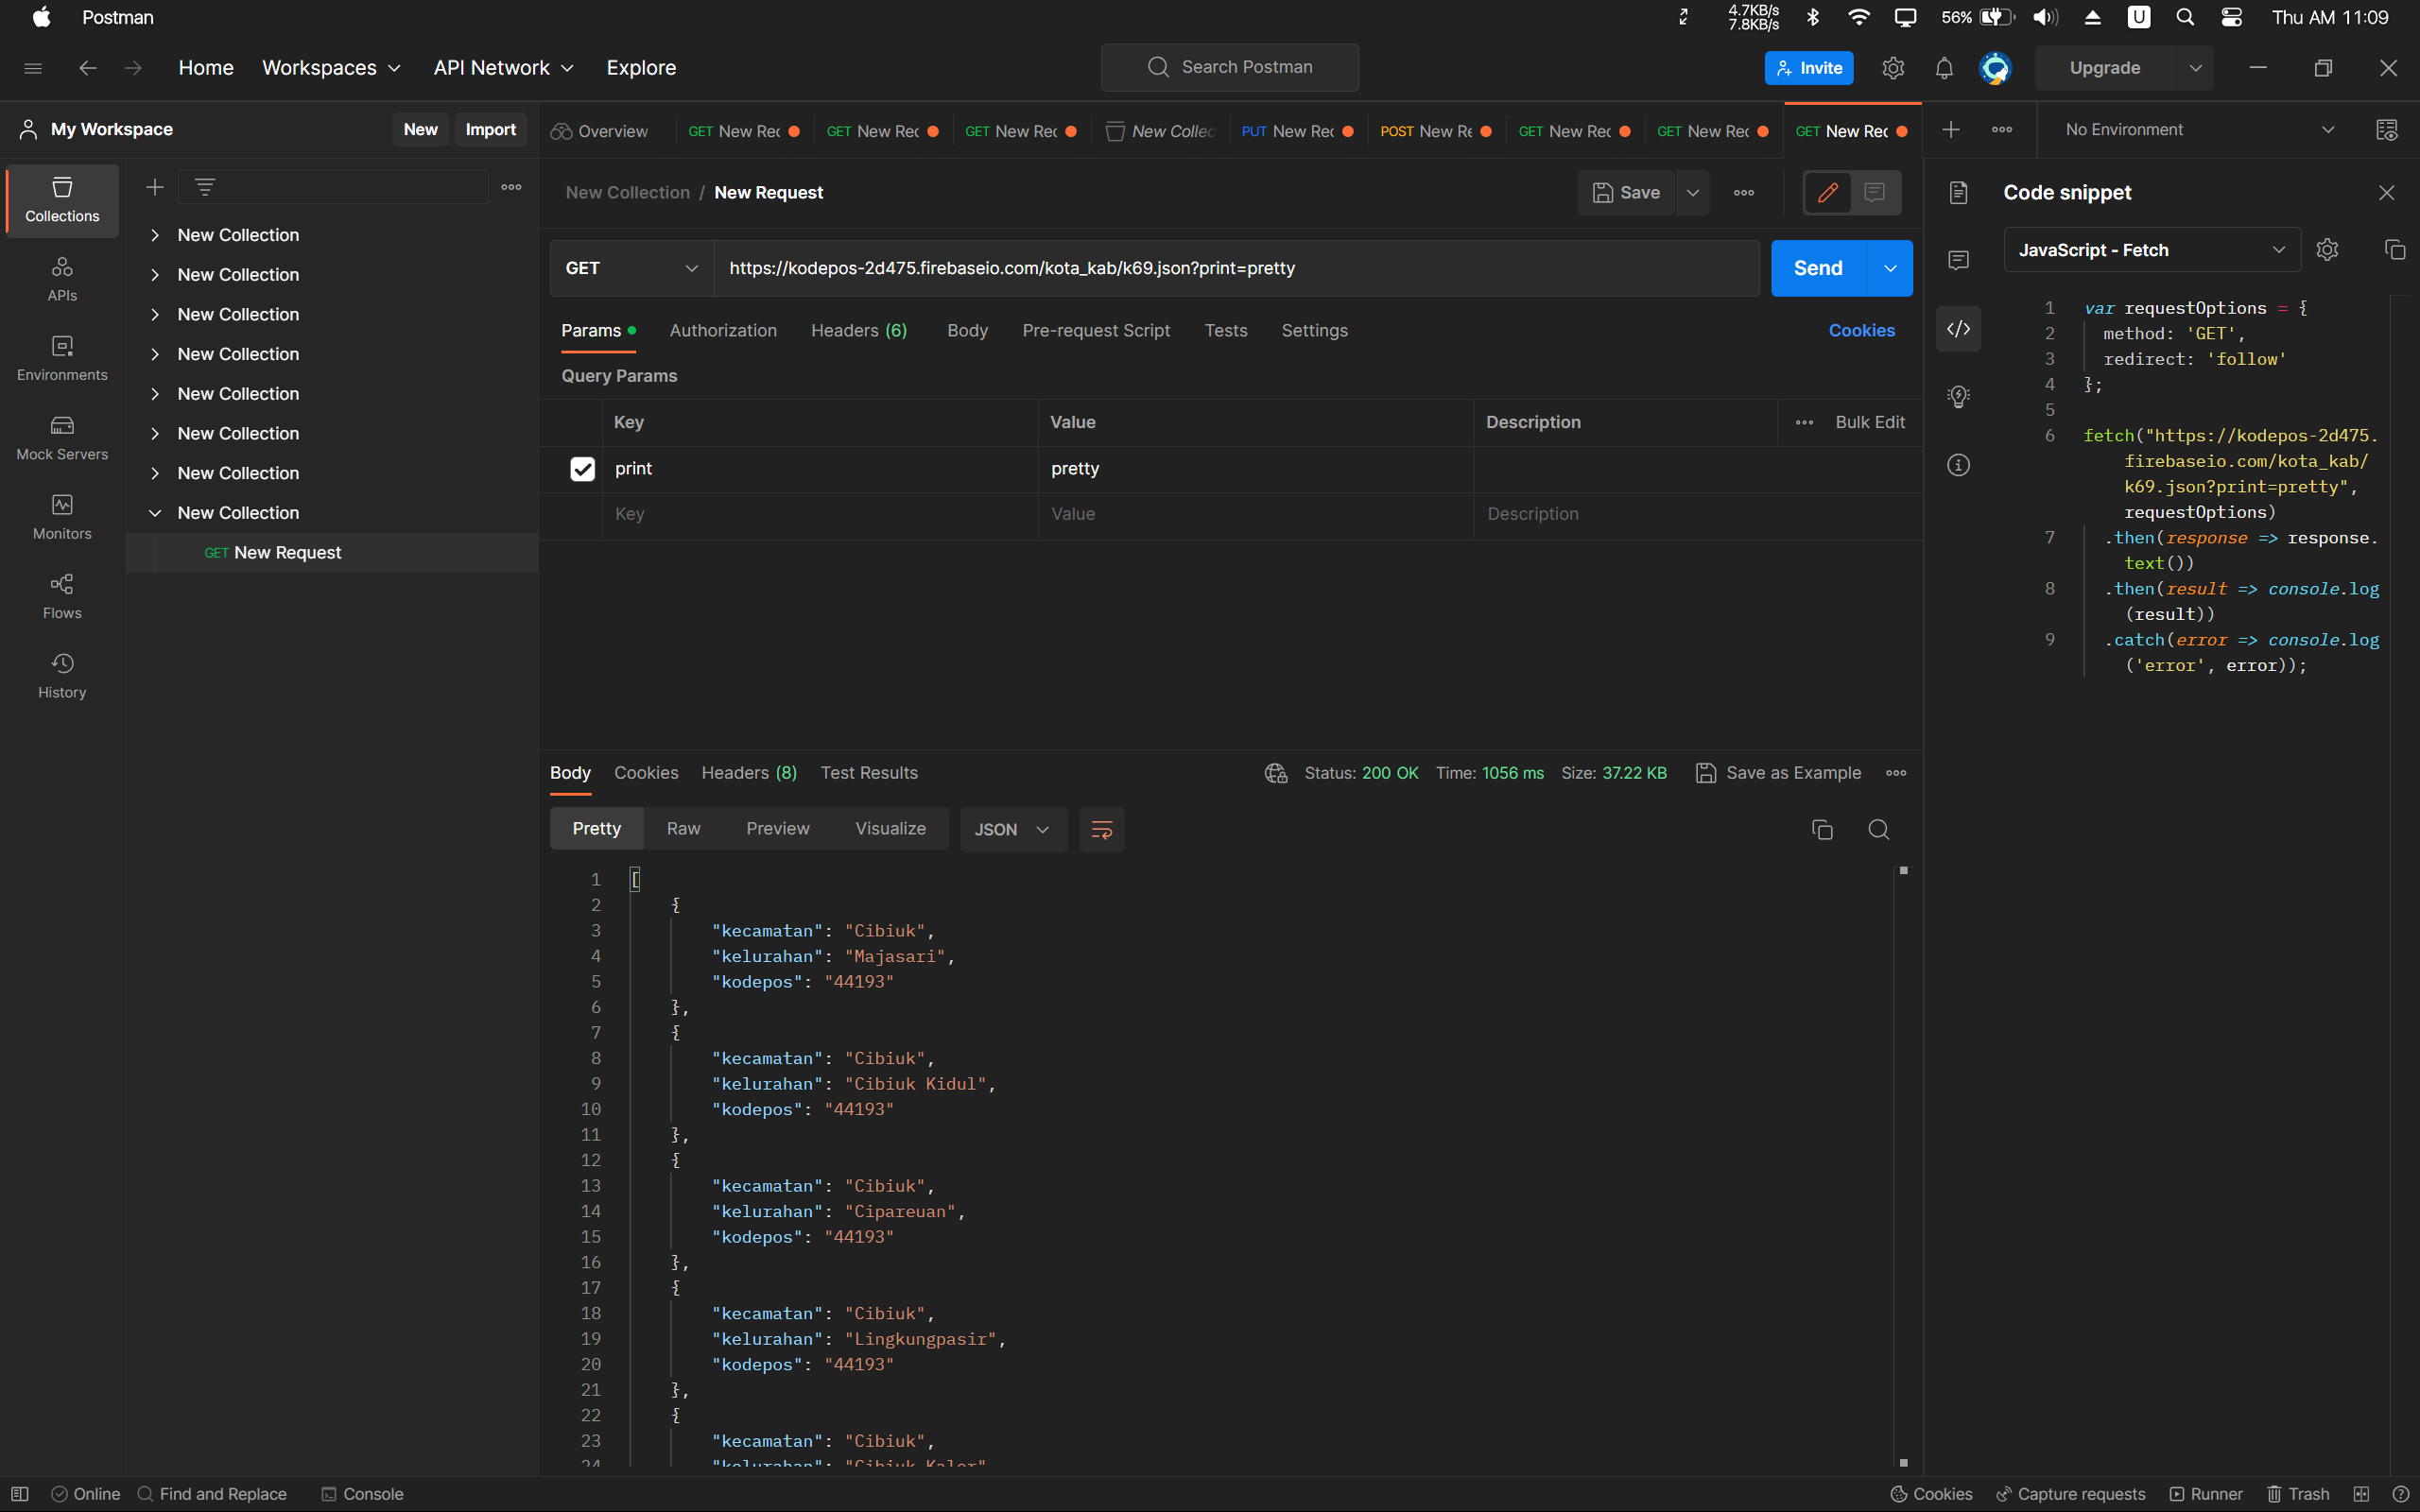 Postman
4.7KB/s
7.8KB/s
56%
U
Thu AM 11:09
Home Workspaces API Network Explore
Search Postman
Invite
Upgrade
My Workspace
New Import
Overview
GET New Rec
GET New Rec
GET New Rec
New Collec
PUT New Rec
POST New Re
GET New Rec
GET New Rec
GET New Rec
No Environment
Collections
APIs
Environments
Mock Servers
Monitors
Flows
History
New Collection
New Collection
New Collection
New Collection
New Collection
New Collection
New Collection
New Collection
GET New Request
New Collection / New Request
Save
GET
https://kodepos-2d475.firebaseio.com/kota_kab/k69.json?print=pretty
Send
Params Authorization Headers (6) Body Pre-request Script Tests Settings
Cookies
Query Params
Key Value Description
Bulk Edit
print pretty
Key Value Description
Body Cookies Headers (8) Test Results
Status: 200 OK Time: 1056 ms Size: 37.22 KB
Save as Example
Pretty Raw Preview Visualize
JSON
1 [
2 {
3 "kecamatan": "Cibiuk",
4 "kelurahan": "Majasari",
5 "kodepos": "44193"
6 },
7 {
8 "kecamatan": "Cibiuk",
9 "kelurahan": "Cibiuk Kidul",
10 "kodepos": "44193"
11 },
12 {
13 "kecamatan": "Cibiuk",
14 "kelurahan": "Cipareuan",
15 "kodepos": "44193"
16 },
17 {
18 "kecamatan": "Cibiuk",
19 "kelurahan": "Lingkungpasir",
20 "kodepos": "44193"
21 },
22 {
23 "kecamatan": "Cibiuk",
24 "kelurahan": "Cibiuk Kaler"
Code snippet
JavaScript - Fetch
1 var requestOptions = {
2 method: 'GET',
3 redirect: 'follow'
4 };
5
6 fetch("https://kodepos-2d475.
firebaseio.com/kota_kab/
k69.json?print=pretty",
requestOptions)
7 .then(response => response.
text())
8 .then(result => console.log
(result))
9 .catch(error => console.log
('error', error));
Online
Find and Replace
Console
Cookies
Capture requests
Runner
Trash